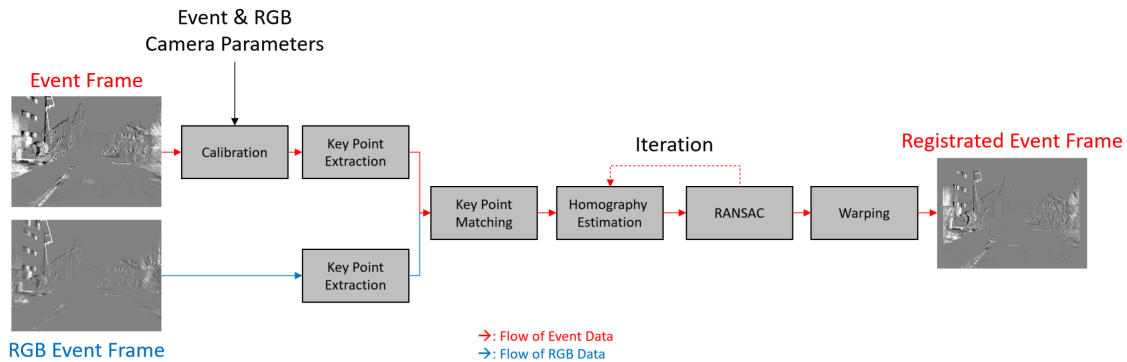 Event & RGB
Camera Parameters
Event Frame
Calibration
Key Point
Extraction
Iteration
Registrated Event Frame
Key Point
Matching
Homography
Estimation
RANSAC
Warping
Key Point
Extraction
RGB Event Frame
→: Flow of Event Data
→: Flow of RGB Data